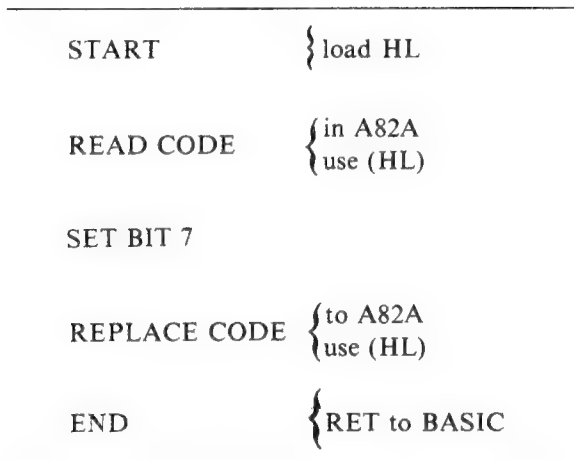 START } load HL
READ CODE { in A82A
use (HL)
SET BIT 7
REPLACE CODE { to A82A
use (HL)
END { RET to BASIC